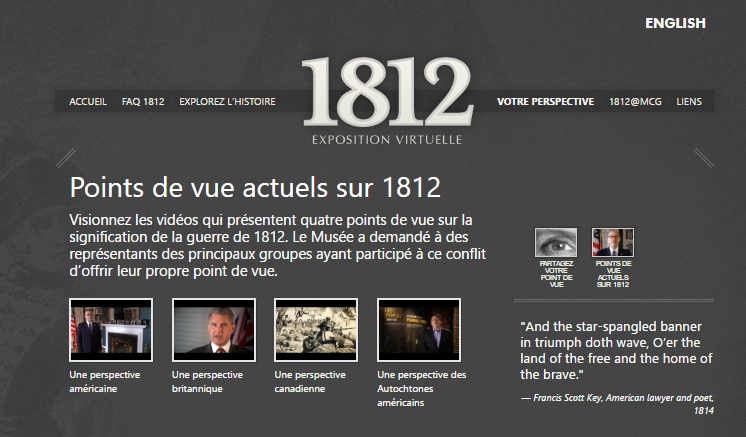 ENGLISH
ACCUEIL FAQ 1812 EXPLOREZ L'HISTOIRE
1812
EXPOSITION VIRTUELLE
VOTRE PERSPECTIVE 1812@MCG LIENS
Points de vue actuels sur 1812
Visionnez les vidéos qui présentent quatre points de vue sur la
signification de la guerre de 1812. Le Musée a demandé à des
représentants des principaux groupes ayant participé à ce conflit
d'offrir leur propre point de vue.
Une perspective
américaine
Une perspective
britannique
Une perspective
canadienne
Une perspective des
Autochtones
américains
PARTAGEZ
VOTRE
POINT DE
VUE
POINTS DE
VUE
ACTUELS
SUR 1812
"And the star-spangled banner
in triumph doth wave, O'er the
land of the free and the home of
the brave."
— Francis Scott Key, American lawyer and poet,
1814